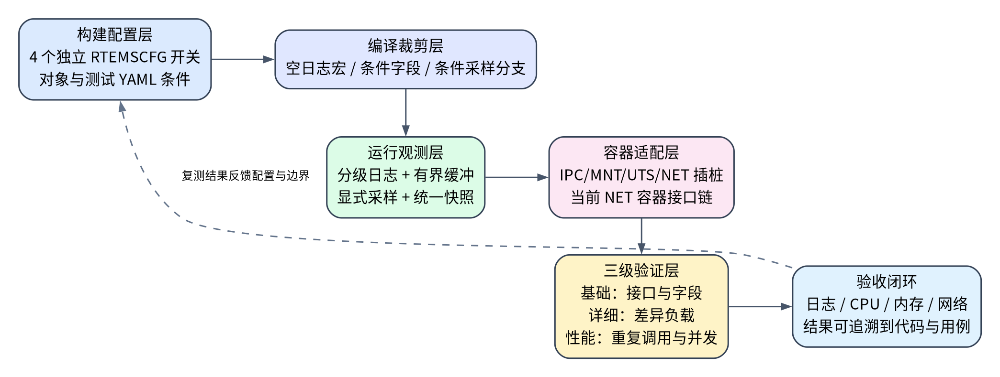 构建配置层
4 个独立 RTEMSCFG 开关
对象与测试 YAML 条件
编译裁剪层
空日志宏 / 条件字段 / 条件采样分支
运行观测层
分级日志 + 有界缓冲
显式采样 + 统一快照
容器适配层
IPC/MNT/UTS/NET 插桩
当前 NET 容器接口链
复测结果反馈配置与边界
三级验证层
基础：接口与字段
详细：差异负载
性能：重复调用与并发
验收闭环
日志 / CPU / 内存 / 网络
结果可追溯到代码与用例